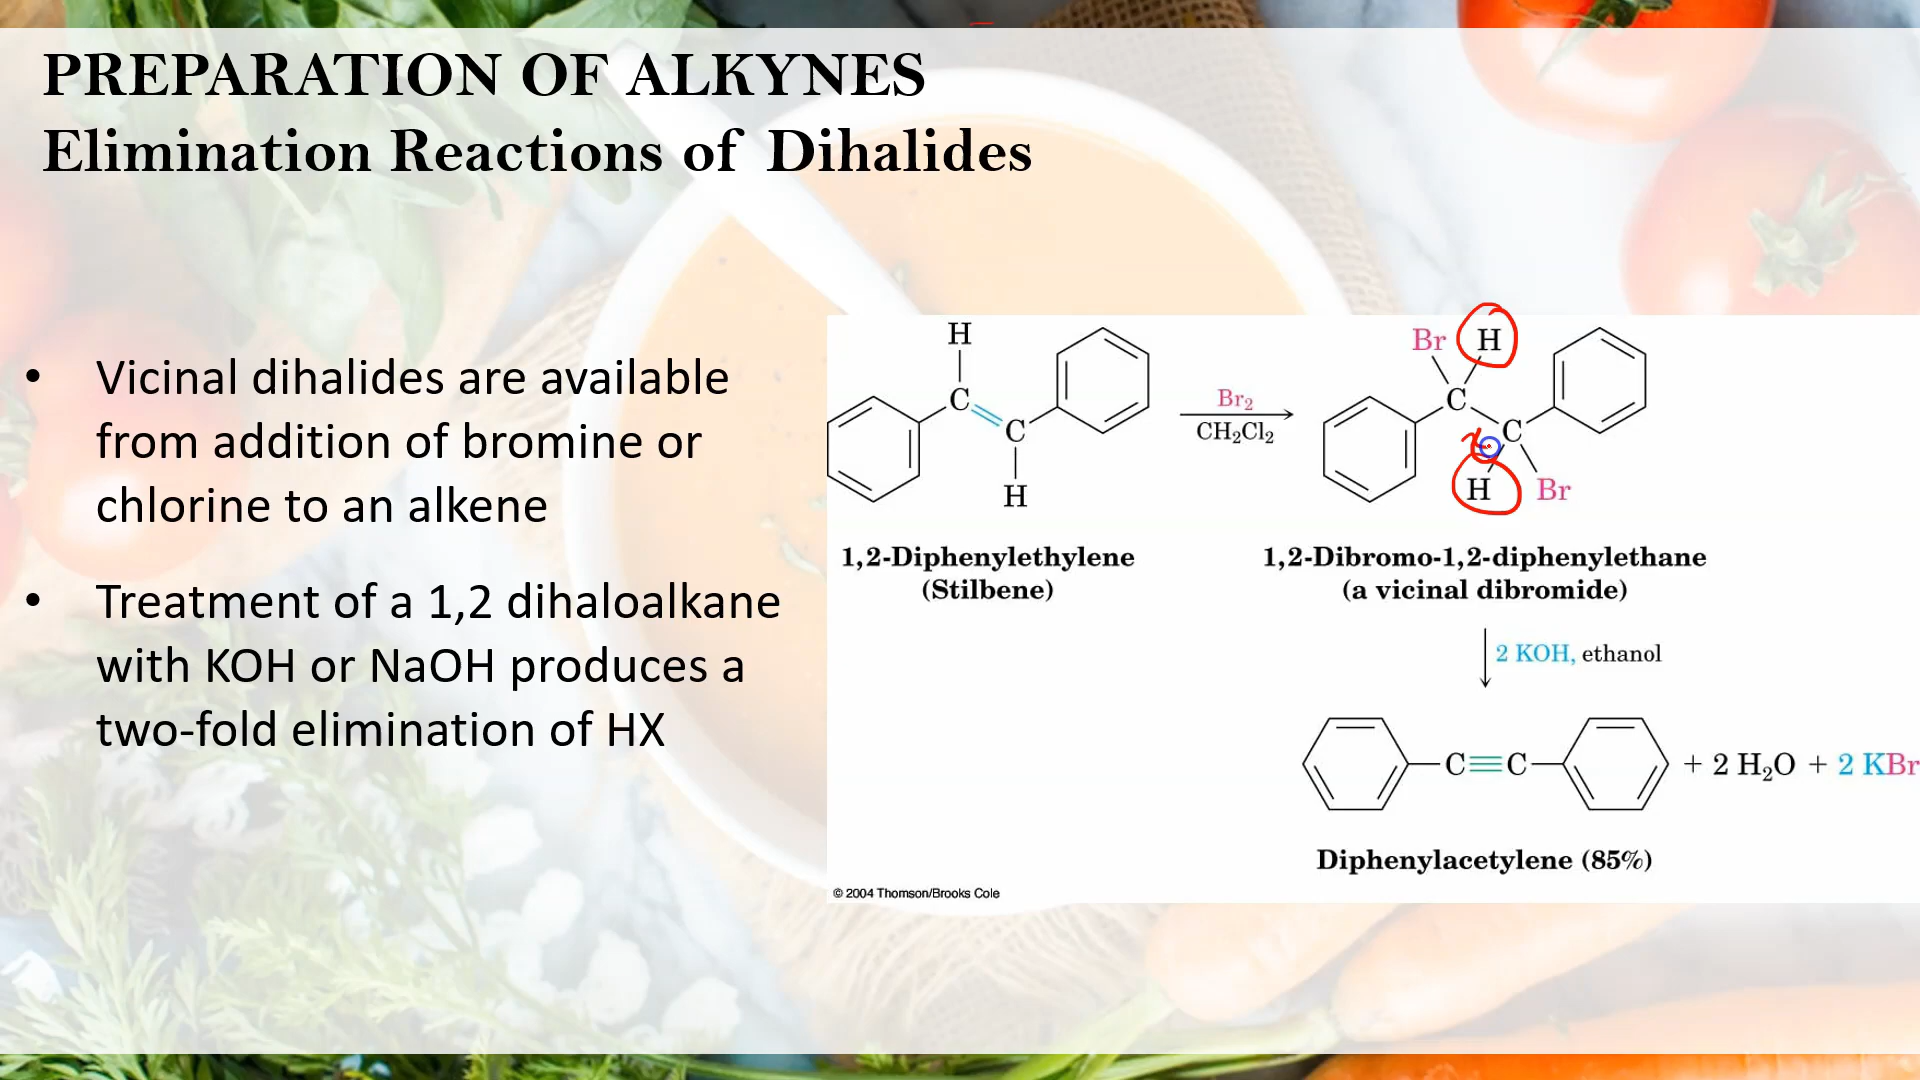 PREPARATION OF ALKYNES
Elimination Reactions of Dihalides
• Vicinal dihalides are available
from addition of bromine or
chlorine to an alkene
• Treatment of a 1,2 dihaloalkane
with KOH or NaOH produces a
two-fold elimination of HX
H
C
C
H
Br₂
CH₂Cl₂
Br H
C
C
H Br
1,2-Diphenylethylene
(Stilbene)
1,2-Dibromo-1,2-diphenylethane
(a vicinal dibromide)
2 KOH, ethanol
C≡C + 2 H₂O + 2 KBr
Diphenylacetylene (85%)
© 2004 Thomson/Brooks Cole